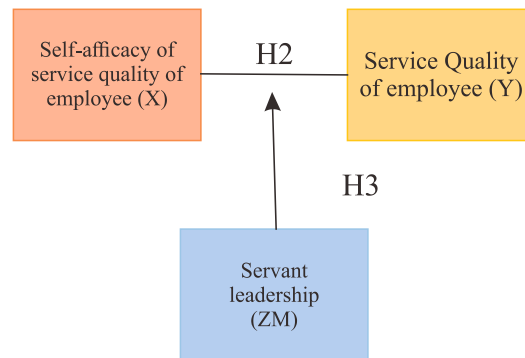 Self-afficacy of
service quality of
employee (X)
H2
Service Quality
of employee (Y)
H3
Servant
leadership
(ZM)